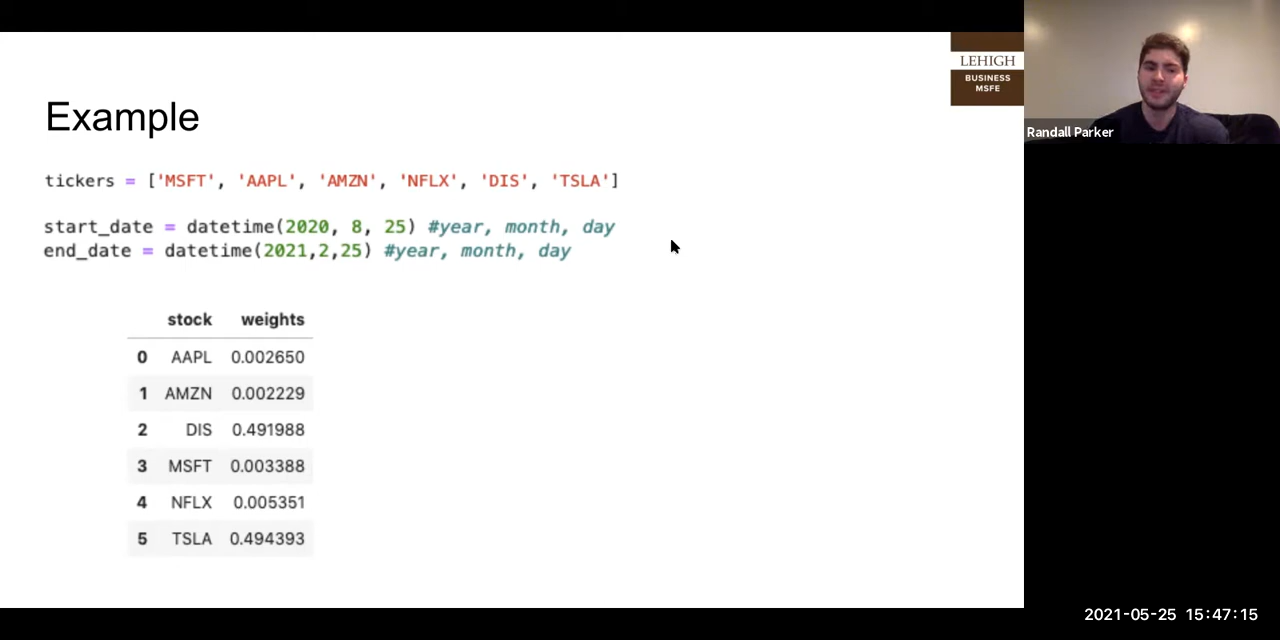 LEHIGH
BUSINESS
MSFE
Randall Parker
Example
tickers = ['MSFT', 'AAPL', 'AMZN', 'NFLX', 'DIS', 'TSLA']
start_date = datetime(2020, 8, 25) #year, month, day
end_date = datetime(2021,2,25) #year, month, day
stock weights
0 AAPL 0.002650
1 AMZN 0.002229
2 DIS 0.491988
3 MSFT 0.003388
4 NFLX 0.005351
5 TSLA 0.494393
2021-05-25 15:47:15